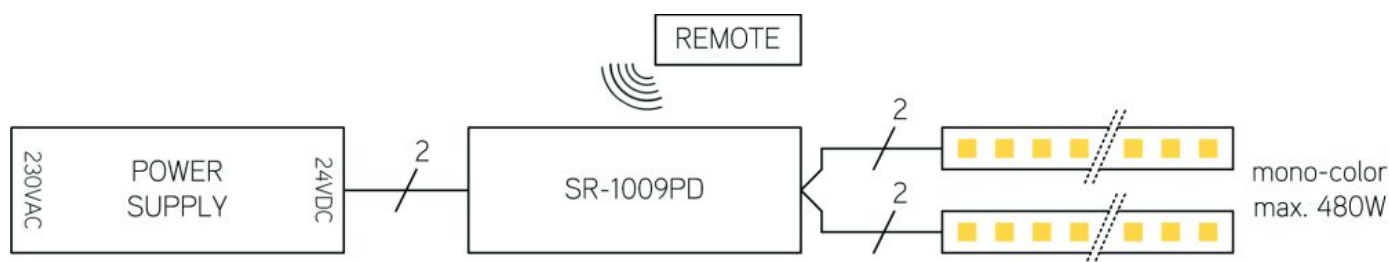 REMOTE
230VAC
POWER
SUPPLY
24VDC
2
SR-1009PD
2
2
mono-color
max. 480W